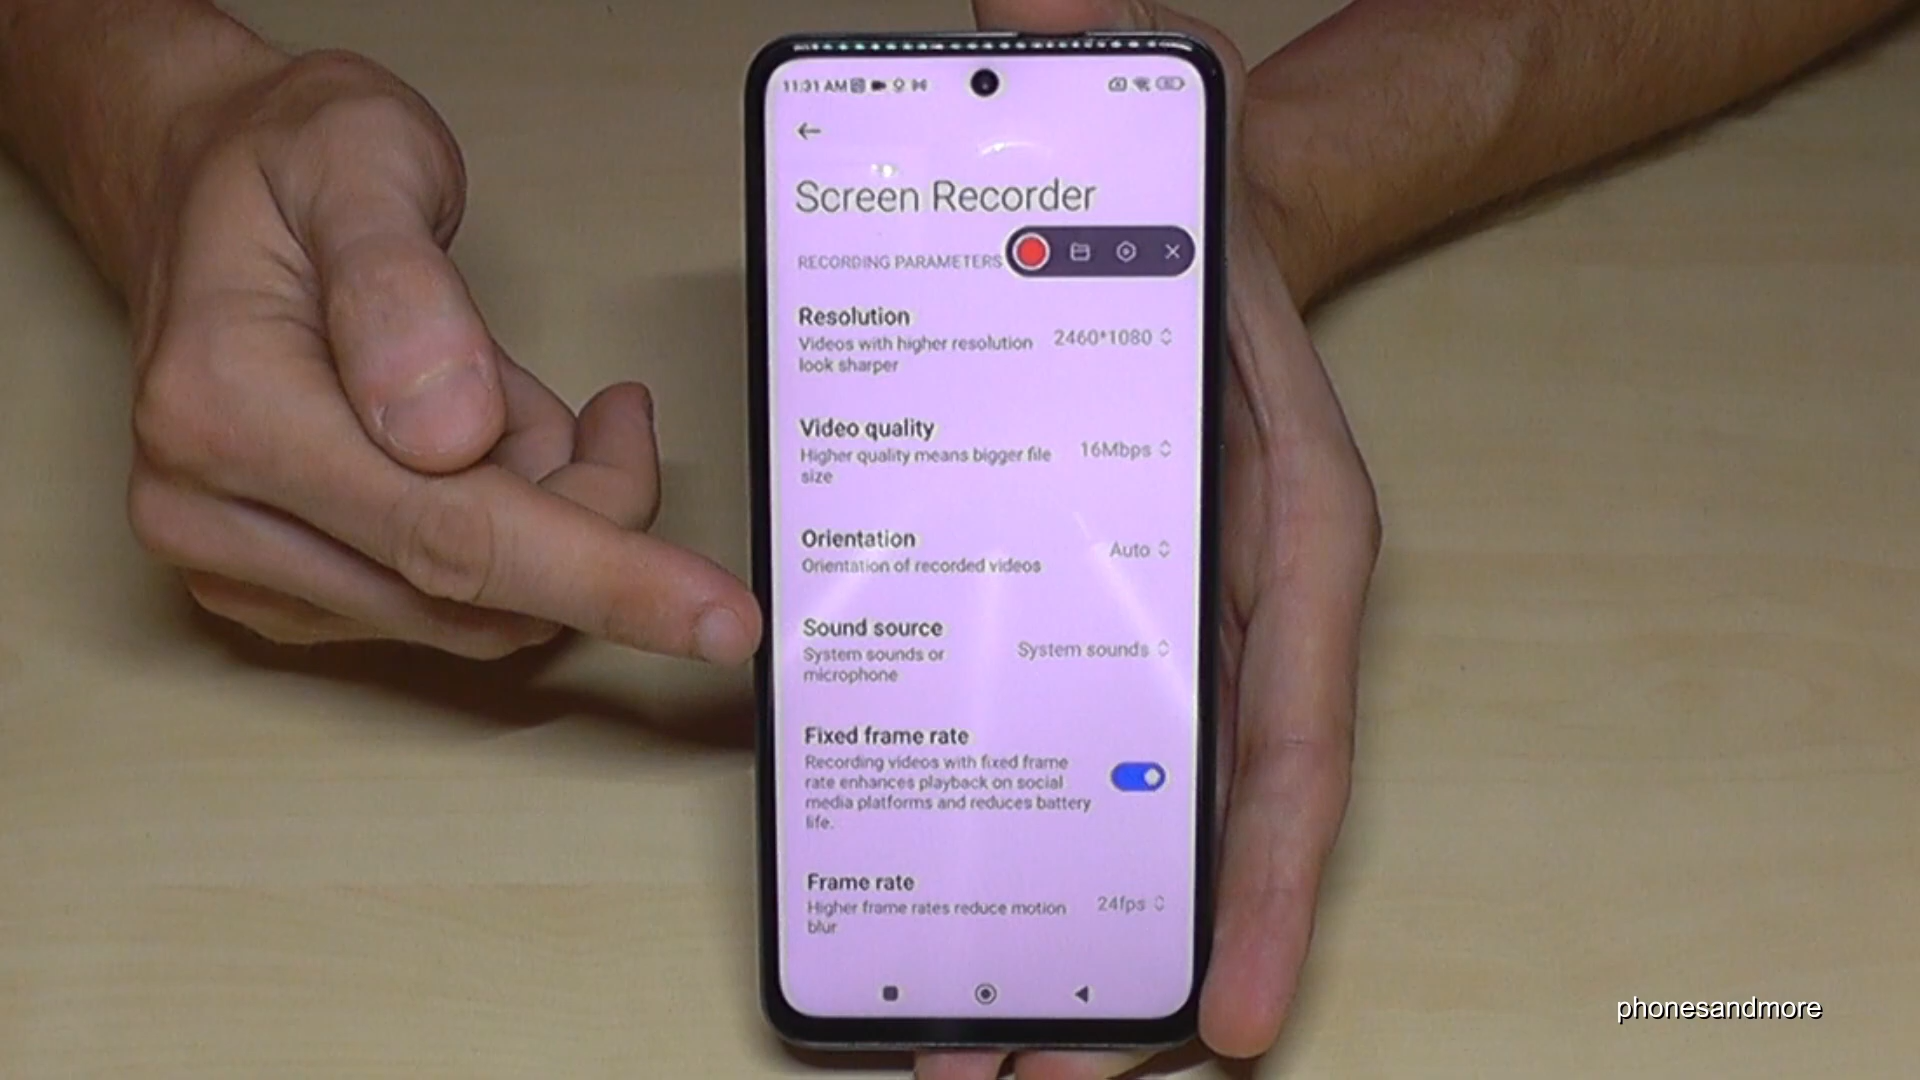 11:31 AM
Screen Recorder
RECORDING PARAMETERS
Resolution
Videos with higher resolution
look sharper
2460*1080
Video quality
Higher quality means bigger file
size
16Mbps
Orientation
Orientation of recorded videos
Auto
Sound source
System sounds or
microphone
System sounds
Fixed frame rate
Recording videos with fixed frame
rate enhances playback on social
media platforms and reduces battery
life.
Frame rate
Higher frame rates reduce motion
blur
24fps
phonesandmore